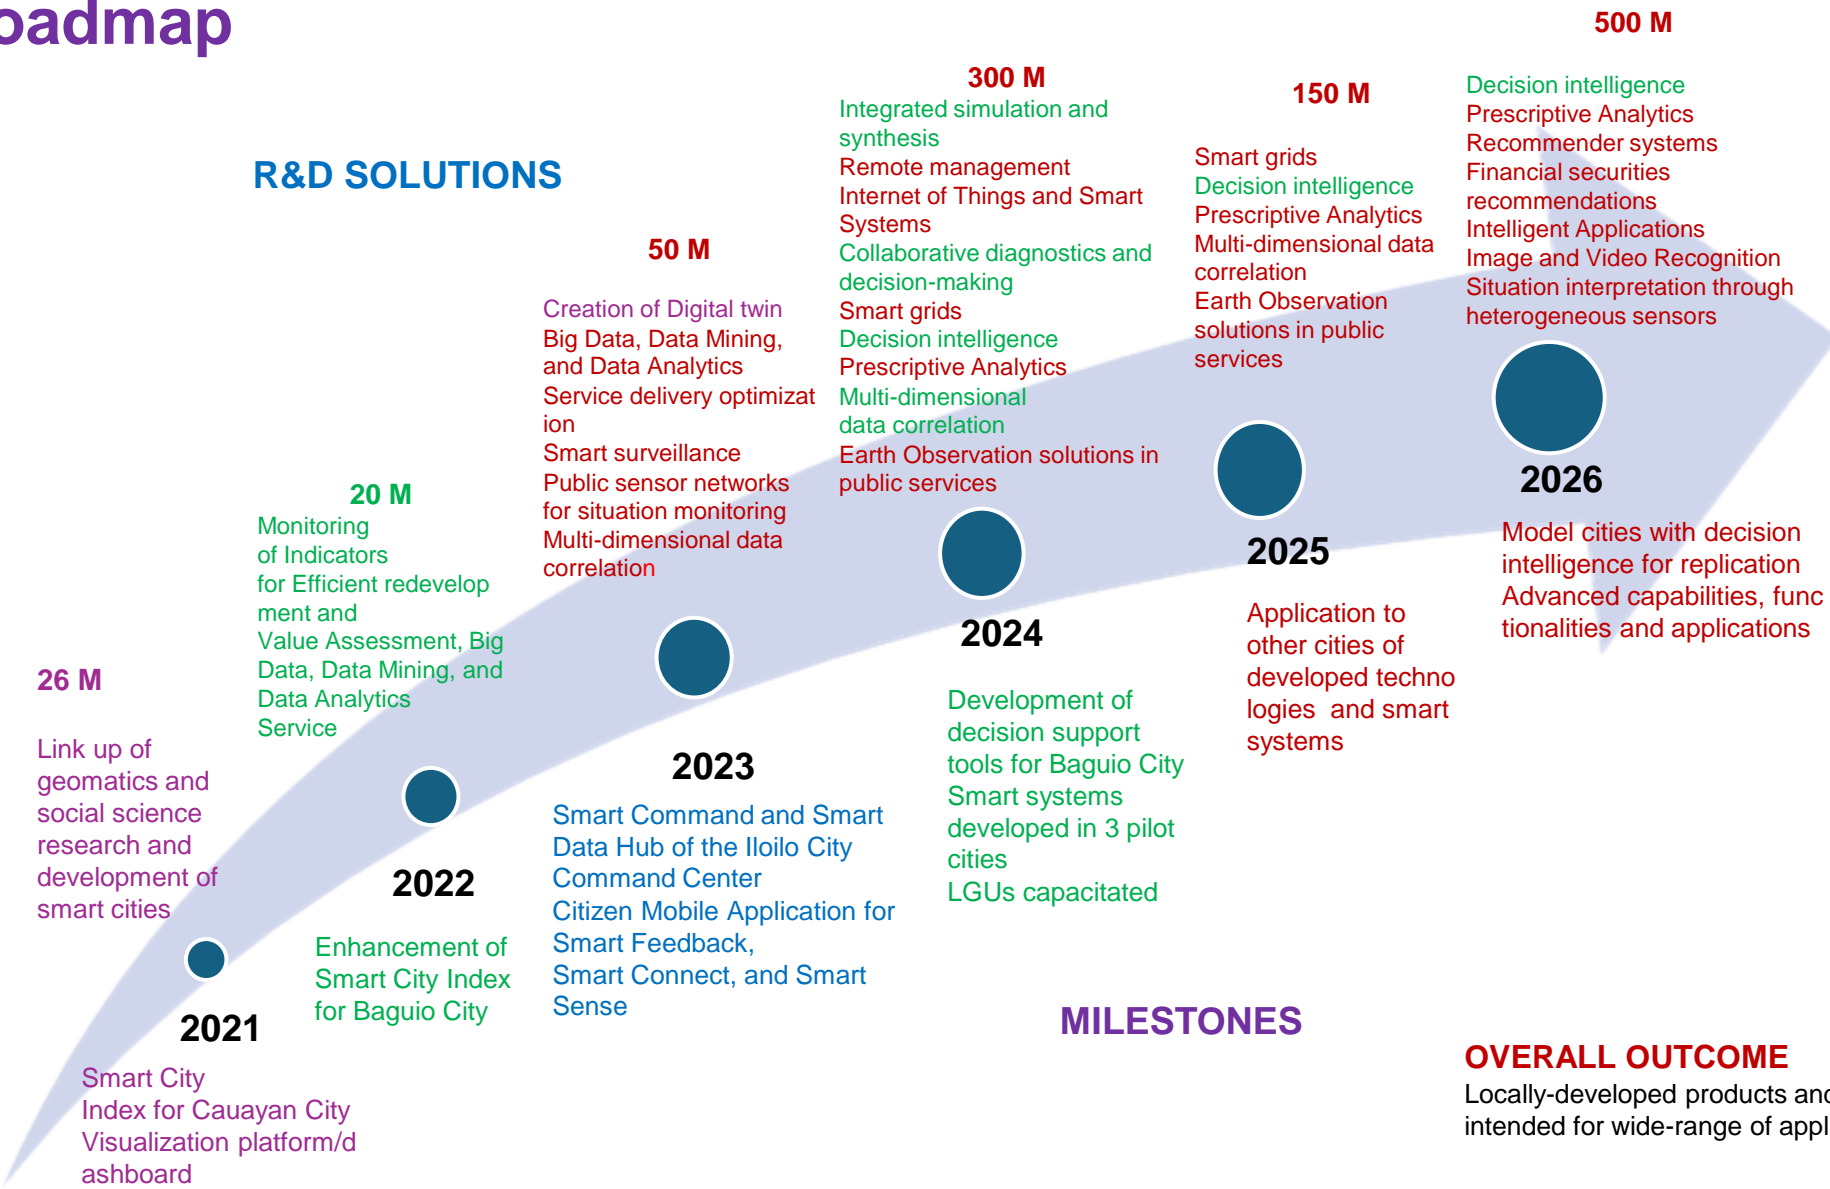 oadmap
R&D SOLUTIONS
26 M
Link up of
geomatics and
social science
research and
development of
smart cities
2021
Smart City
Index for Cauayan City
Visualization platform/d
ashboard
20 M
Monitoring
of Indicators
for Efficient redevelop
ment and
Value Assessment, Big
Data, Data Mining, and
Data Analytics
Service
2022
Enhancement of
Smart City Index
for Baguio City
50 M
Creation of Digital twin
Big Data, Data Mining,
and Data Analytics
Service delivery optimizat
ion
Smart surveillance
Public sensor networks
for situation monitoring
Multi-dimensional data
correlation
2023
Smart Command and Smart
Data Hub of the Iloilo City
Command Center
Citizen Mobile Application for
Smart Feedback,
Smart Connect, and Smart
Sense
300 M
Integrated simulation and
synthesis
Remote management
Internet of Things and Smart
Systems
Collaborative diagnostics and
decision-making
Smart grids
Decision intelligence
Prescriptive Analytics
Multi-dimensional
data correlation
Earth Observation solutions in
public services
2024
Development of
decision support
tools for Baguio City
Smart systems
developed in 3 pilot
cities
LGUs capacitated
150 M
Smart grids
Decision intelligence
Prescriptive Analytics
Multi-dimensional data
correlation
Earth Observation
solutions in public
services
2025
Application to
other cities of
developed techno
logies and smart
systems
500 M
Decision intelligence
Prescriptive Analytics
Recommender systems
Financial securities
recommendations
Intelligent Applications
Image and Video Recognition
Situation interpretation through
heterogeneous sensors
2026
Model cities with decision
intelligence for replication
Advanced capabilities, func
tionalities and applications
MILESTONES
OVERALL OUTCOME
Locally-developed products and
intended for wide-range of appl